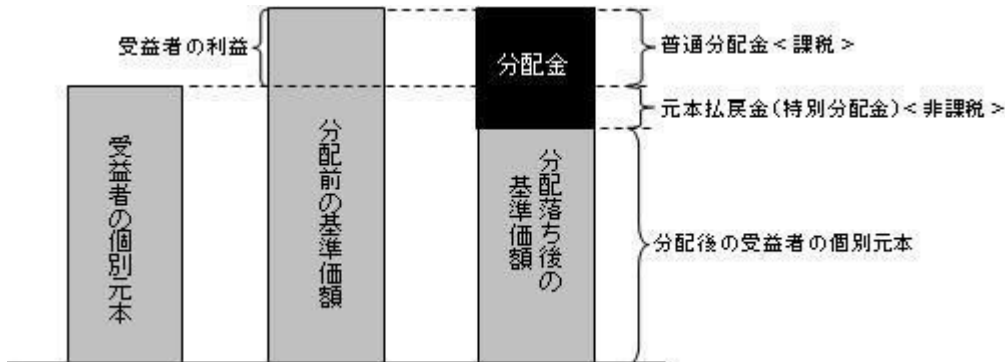 受益者の利益
分配金
普通分配金<課税>
元本払戻金(特別分配金)<非課税>
受益者の個別元本
分配前の基準価額
分配落ち後の
基準価額
分配後の受益者の個別元本